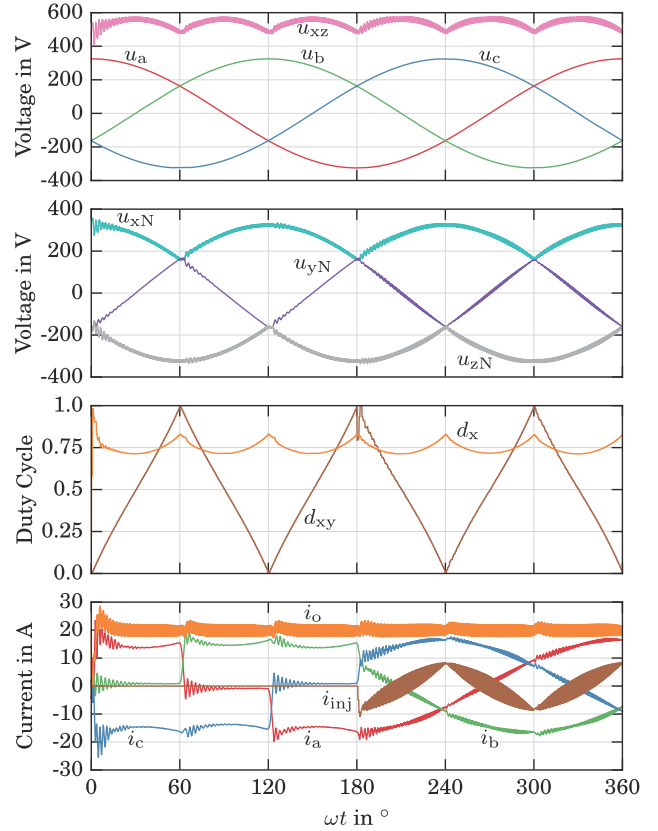 600
400
200
0
-200
-400
Voltage in V
u_xz
u_a
u_b
u_c
400
200
0
-200
-400
Voltage in V
u_xN
u_yN
u_zN
1.0
0.75
0.5
0.25
0.0
Duty Cycle
d_x
d_xy
30
20
10
0
-10
-20
-30
Current in A
i_o
i_inj
i_c
i_a
i_b
0 60 120 180 240 300 360
ωt in °